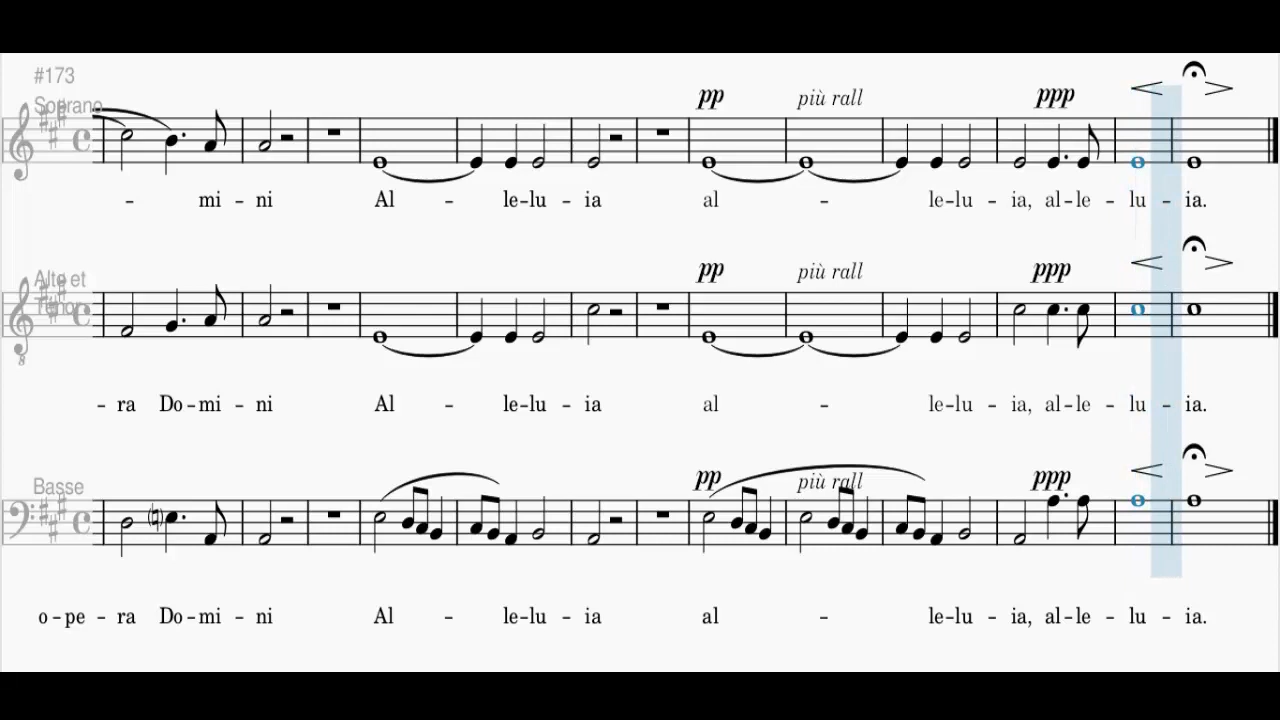 #173
Soprano
pp più rall ppp
- mi - ni Al - le-lu - ia al - le-lu - ia, al-le - lu - ia.
Alto et
Tenor
pp più rall ppp
8
- ra Do-mi - ni Al - le-lu - ia al - le-lu - ia, al-le - lu - ia.
Basse
pp più rall ppp
o-pe - ra Do-mi - ni Al - le-lu - ia al - le-lu - ia, al-le - lu - ia.